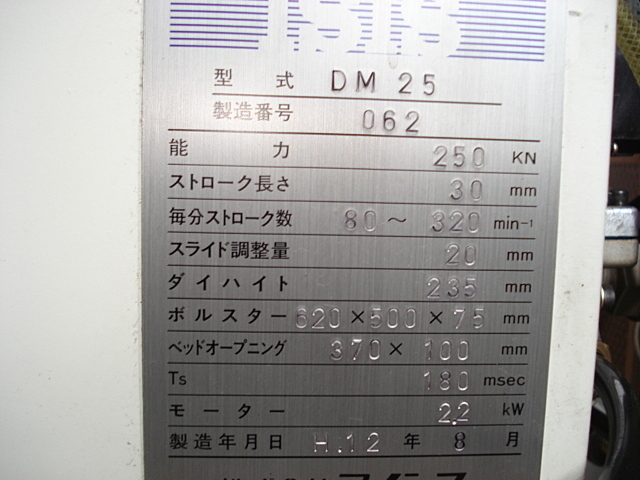 型式 DM 25
製造番号 062
能力 250 KN
ストローク長さ 30 mm
毎分ストローク数 80～320 min-1
スライド調整量 20 mm
ダイハイト 235 mm
ボルスター 620×500×75 mm
ベッドオープニング 370×100 mm
Ts 180 msec
モーター 2.2 kW
製造年月日 H.12年 8月